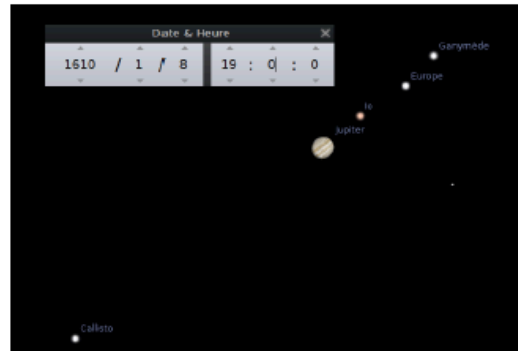 Date & Heure
1610 / 1 / 8 19 : 0 : 0
Ganymède
Europe
Io
Jupiter
Callisto